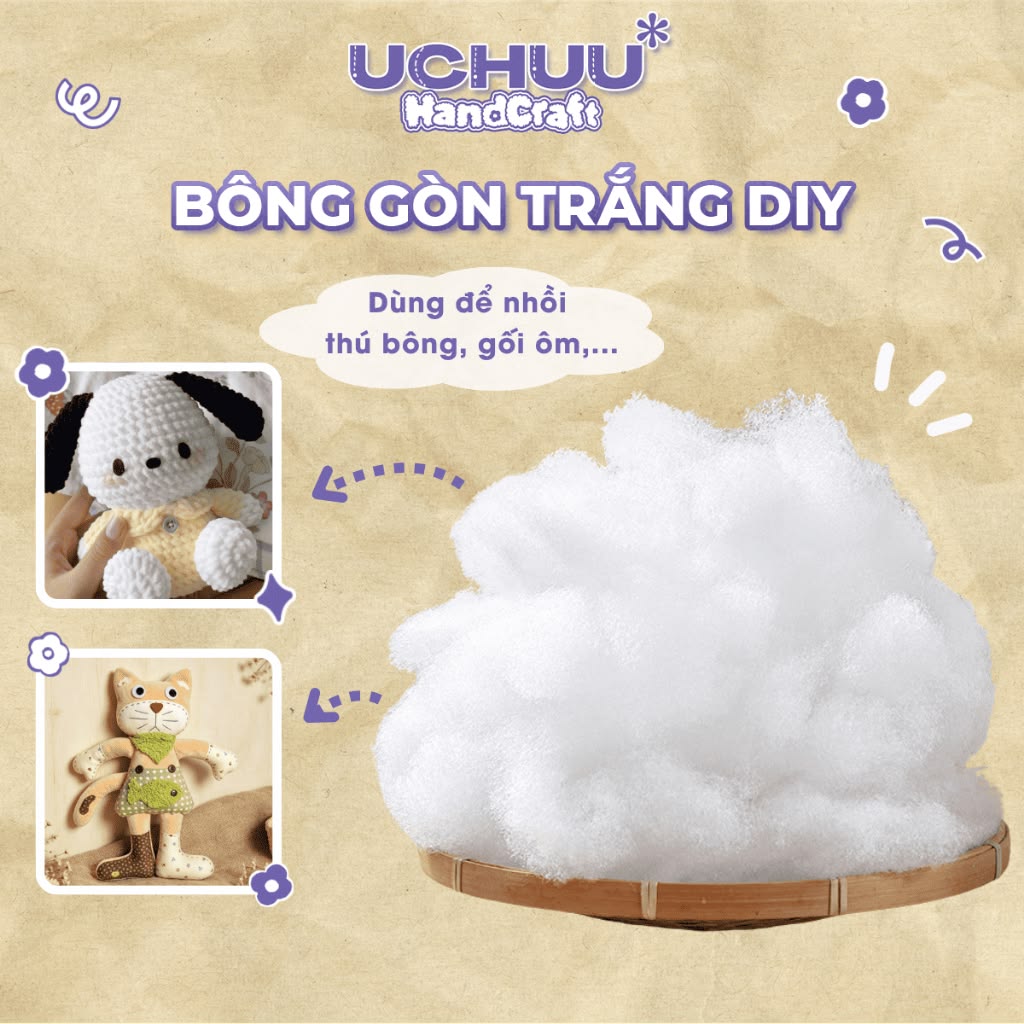 UCHUU*
HandCraft
BÔNG GÒN TRẮNG DIY
Dùng để nhồi
thú bông, gối ôm,...